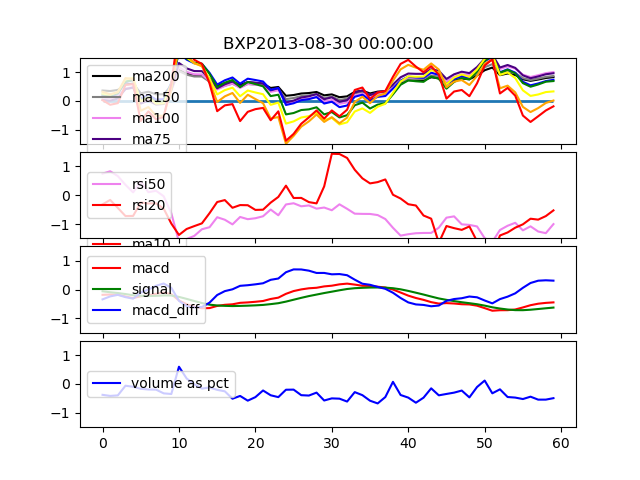 BXP2013-08-30 00:00:00
1
0
−1
ma200
ma150
ma100
ma75
1
0
−1
rsi50
rsi20
ma10
1
0
−1
macd
signal
macd_diff
1
0
−1
volume as pct
0 10 20 30 40 50 60